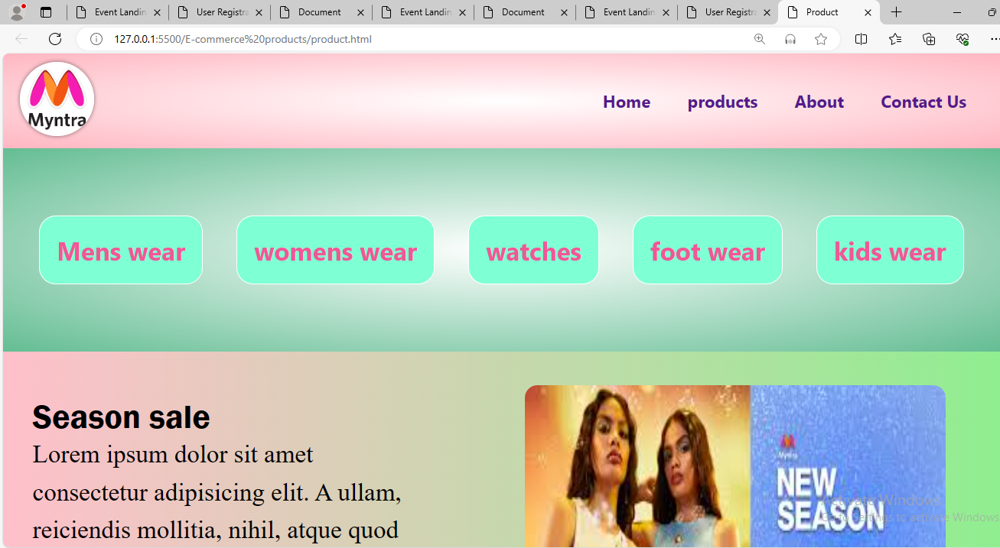 Event Landin
User Registra
Document
Event Landin
Document
Event Landin
User Registra
Product
127.0.0.1:5500/E-commerce%20products/product.html
Myntra
Home products About Contact Us
Mens wear womens wear watches foot wear kids wear
Season sale
Lorem ipsum dolor sit amet
consectetur adipisicing elit. A ullam,
reiciendis mollitia, nihil, atque quod
Myntra
NEW
SEASON
Activate Windows
Go to Settings to activate Windows